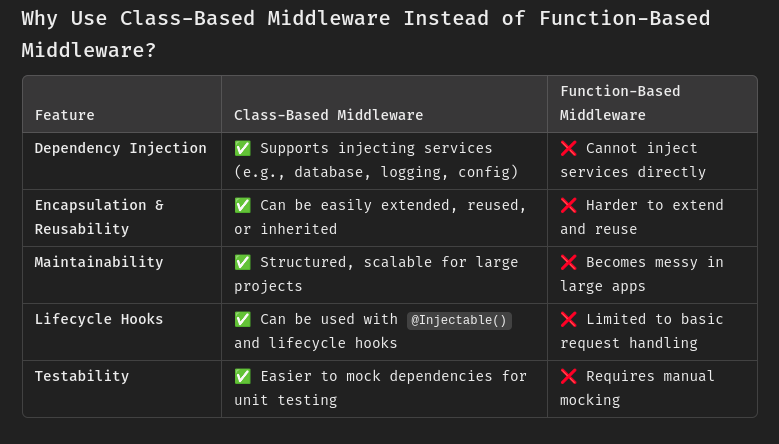 Why Use Class-Based Middleware Instead of Function-Based
Middleware?
Feature
Class-Based Middleware
Function-Based
Middleware
Dependency Injection
✅ Supports injecting services
(e.g., database, logging, config)
❌ Cannot inject
services directly
Encapsulation &
Reusability
✅ Can be easily extended, reused,
or inherited
❌ Harder to extend
and reuse
Maintainability
✅ Structured, scalable for large
projects
❌ Becomes messy in
large apps
Lifecycle Hooks
✅ Can be used with @Injectable()
and lifecycle hooks
❌ Limited to basic
request handling
Testability
✅ Easier to mock dependencies for
unit testing
❌ Requires manual
mocking